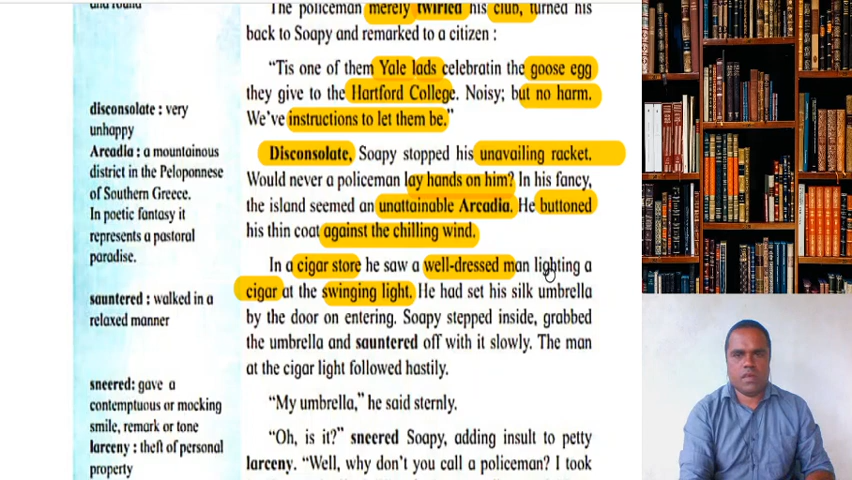 and round
The policeman merely twirled his club, turned his
back to Soapy and remarked to a citizen :
“Tis one of them Yale lads celebratin the goose egg
they give to the Hartford College. Noisy; but no harm.
We’ve instructions to let them be.”
disconsolate : very
unhappy
Arcadia : a mountainous
district in the Peloponnese
of Southern Greece.
In poetic fantasy it
represents a pastoral
paradise.
Disconsolate, Soapy stopped his unavailing racket.
Would never a policeman lay hands on him? In his fancy,
the island seemed an unattainable Arcadia. He buttoned
his thin coat against the chilling wind.
In a cigar store he saw a well-dressed man lighting a
cigar at the swinging light. He had set his silk umbrella
by the door on entering. Soapy stepped inside, grabbed
the umbrella and sauntered off with it slowly. The man
at the cigar light followed hastily.
sauntered : walked in a
relaxed manner
“My umbrella,” he said sternly.
sneered: gave a
contemptuous or mocking
smile, remark or tone
larceny : theft of personal
property
“Oh, is it?” sneered Soapy, adding insult to petty
larceny. “Well, why don’t you call a policeman? I took